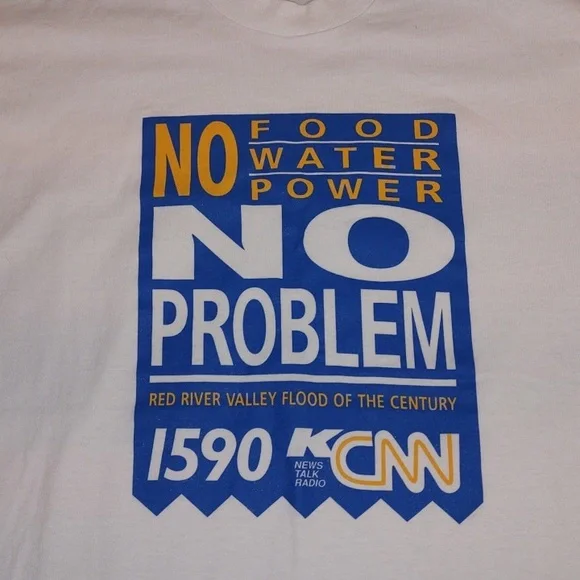 NO FOOD
WATER
POWER
NO
PROBLEM
RED RIVER VALLEY FLOOD OF THE CENTURY
1590 KCNN
NEWS
TALK
RADIO